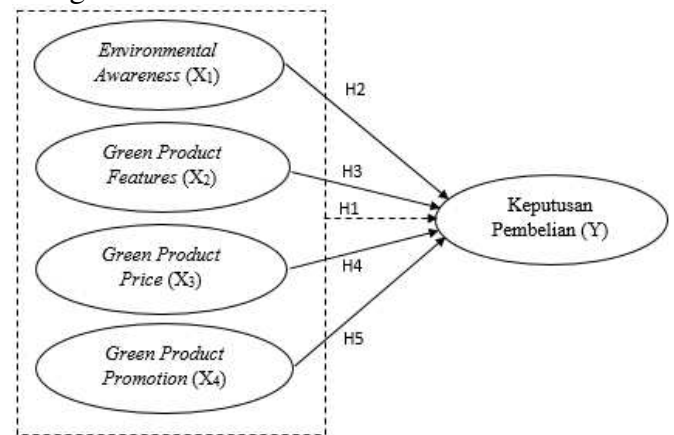 Environmental
Awareness (X1)
H2
Green Product
Features (X2)
H3
H1
Keputusan
Pembelian (Y)
Green Product
Price (X3)
H4
H5
Green Product
Promotion (X4)